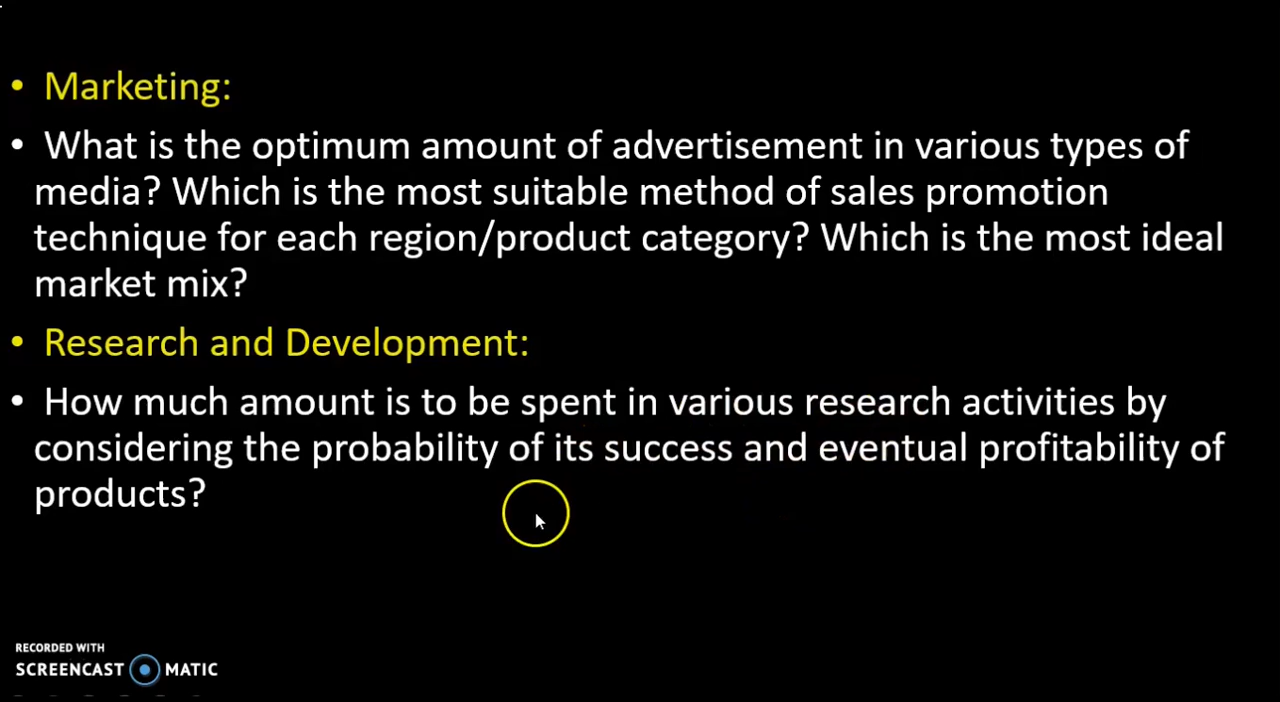 • Marketing:
• What is the optimum amount of advertisement in various types of
media? Which is the most suitable method of sales promotion
technique for each region/product category? Which is the most ideal
market mix?
• Research and Development:
• How much amount is to be spent in various research activities by
considering the probability of its success and eventual profitability of
products?
RECORDED WITH
SCREENCAST MATIC